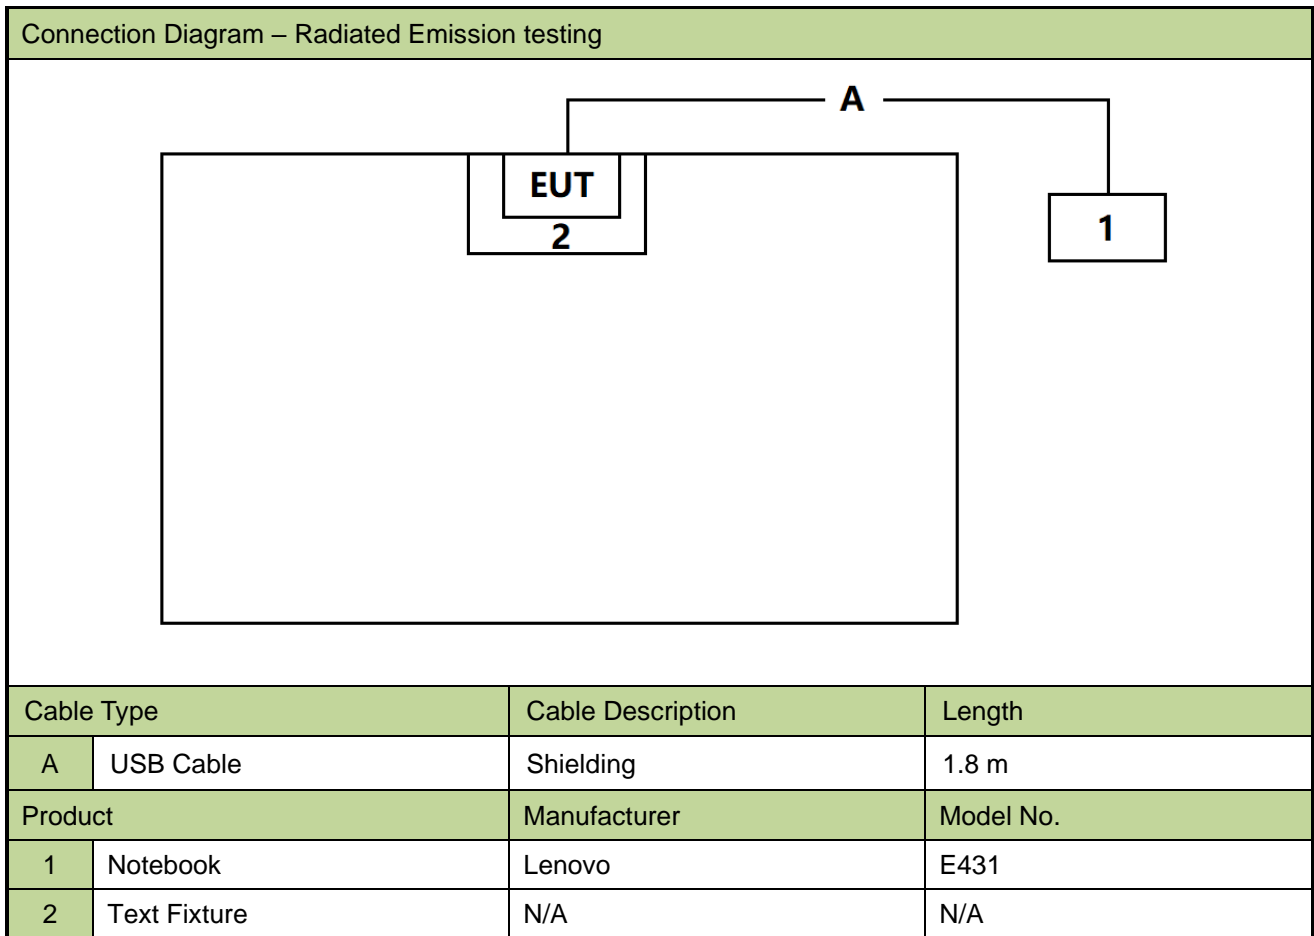 Connection Diagram – Radiated Emission testing
A
EUT
2
1
Cable Type Cable Description Length
A USB Cable Shielding 1.8 m
Product Manufacturer Model No.
1 Notebook Lenovo E431
2 Text Fixture N/A N/A